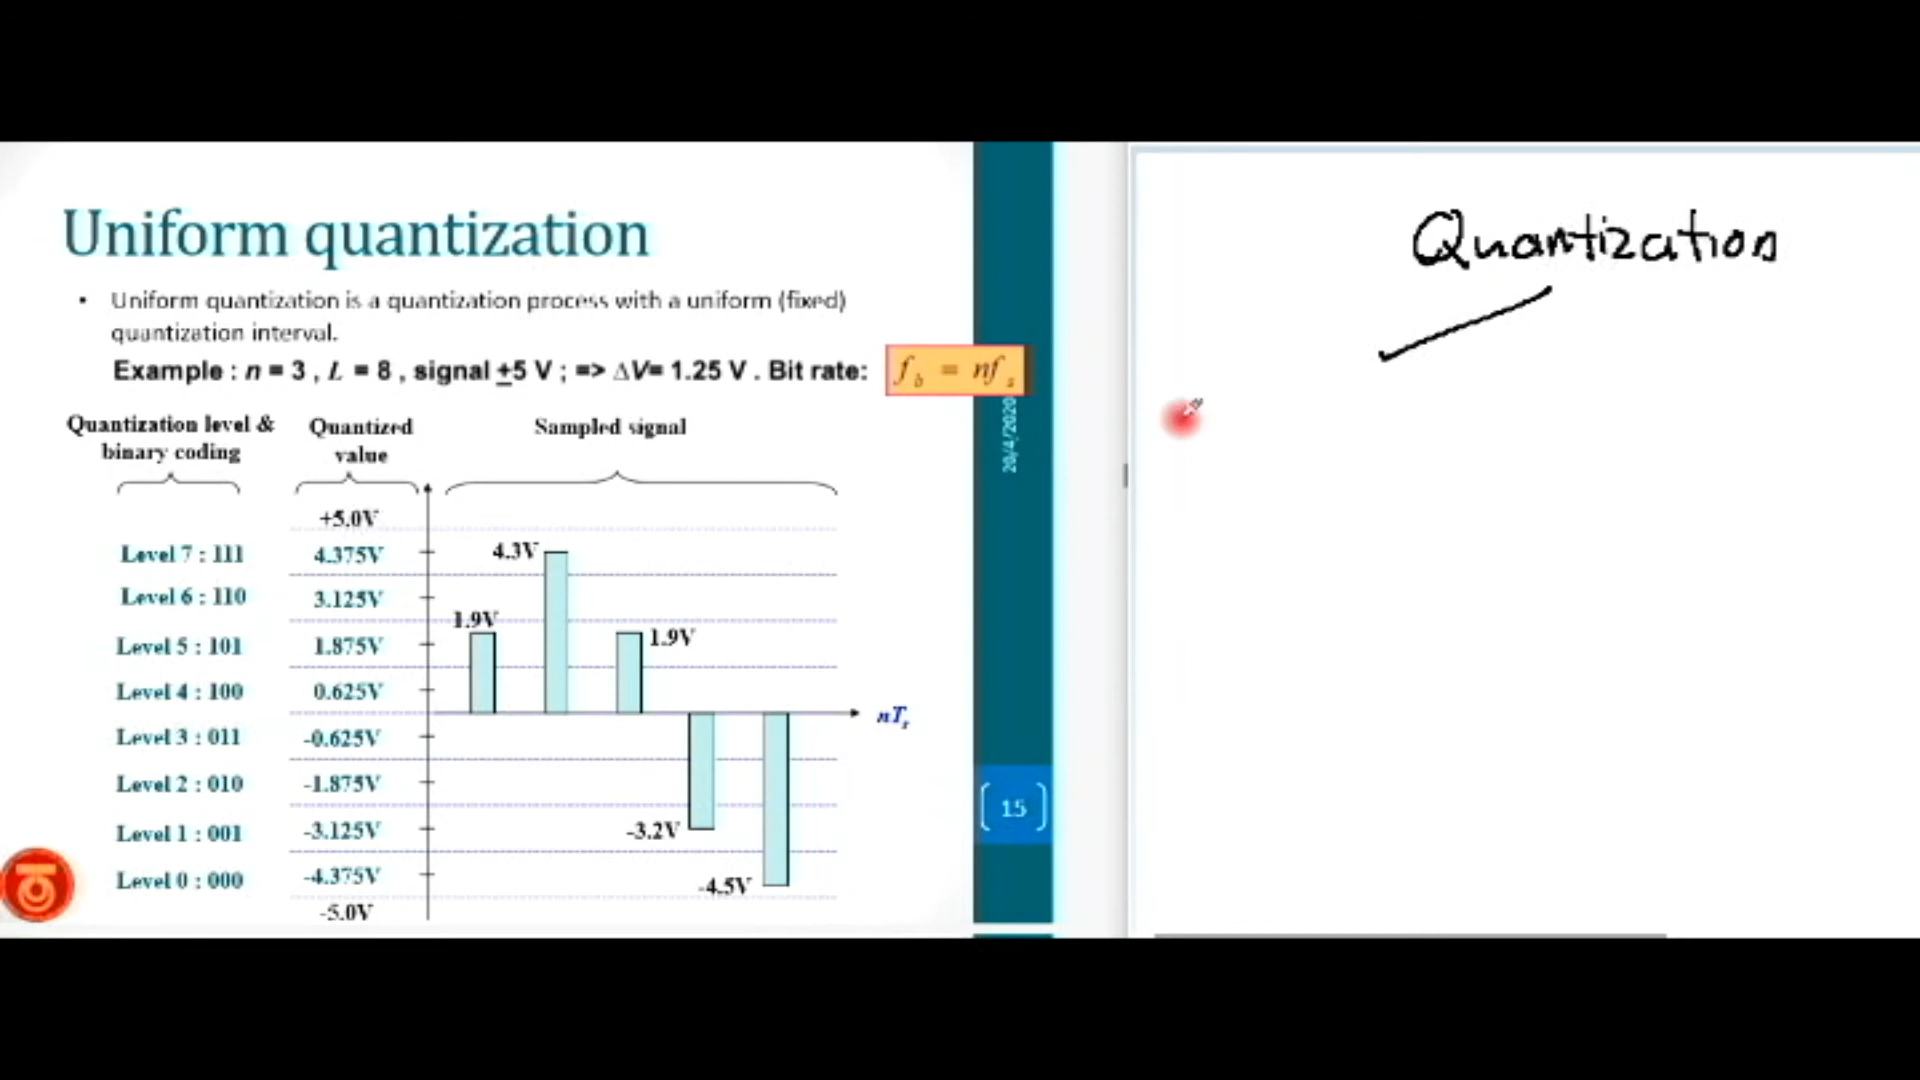 Uniform quantization
• Uniform quantization is a quantization process with a uniform (fixed)
quantization interval.
Example : n = 3 , L = 8 , signal ±5 V ; => ΔV= 1.25 V . Bit rate:
f b = nf s
Quantization level &
binary coding
Quantized
value
Sampled signal
+5.0V
Level 7 : 111
4.375V
4.3V
Level 6 : 110
3.125V
1.9V
Level 5 : 101
1.875V
1.9V
Level 4 : 100
0.625V
nTs
Level 3 : 011
-0.625V
Level 2 : 010
-1.875V
Level 1 : 001
-3.125V
-3.2V
Level 0 : 000
-4.375V
-4.5V
-5.0V
20/4/2020
15
Quantization